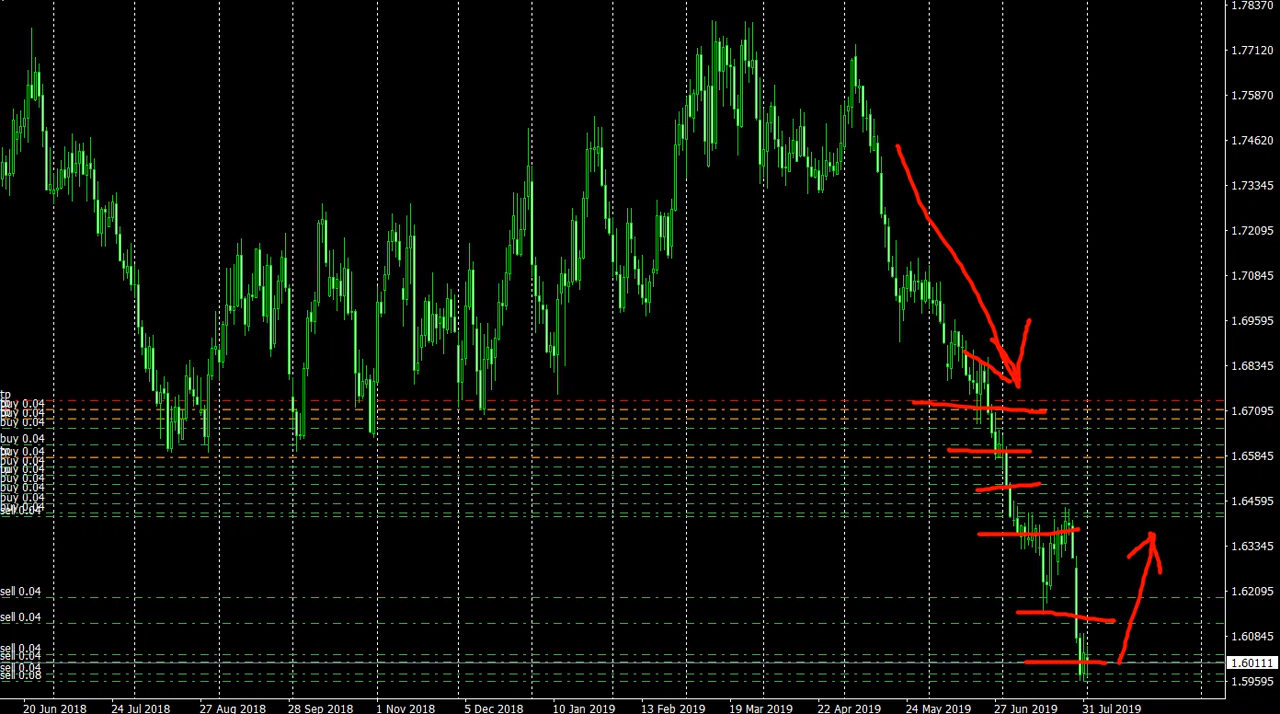 1.78370
1.77120
1.75870
1.74620
1.73345
1.72095
1.70845
1.69595
1.68345
1.67095
1.65845
1.64595
1.63345
1.62095
1.60845
1.60111
1.59595
tp
buy 0.04
buy 0.04
buy 0.04
buy 0.04
buy 0.04
buy 0.04
buy 0.04
buy 0.04
buy 0.04
buy 0.04
sell 0.04
sell 0.04
sell 0.04
sell 0.04
sell 0.04
sell 0.04
sell 0.08
20 Jun 2018
24 Jul 2018
27 Aug 2018
28 Sep 2018
1 Nov 2018
5 Dec 2018
10 Jan 2019
13 Feb 2019
19 Mar 2019
22 Apr 2019
24 May 2019
27 Jun 2019
31 Jul 2019